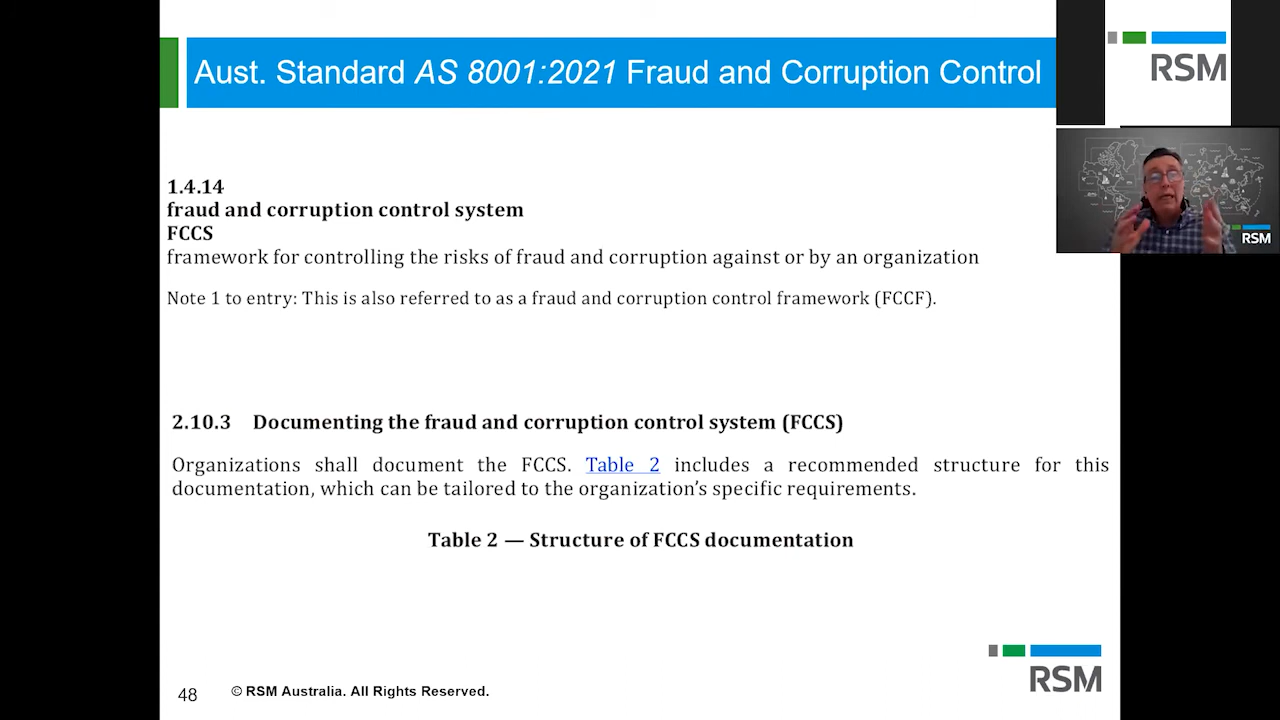 Aust. Standard AS 8001:2021 Fraud and Corruption Control
RSM
RSM
1.4.14
fraud and corruption control system
FCCS
framework for controlling the risks of fraud and corruption against or by an organization
Note 1 to entry: This is also referred to as a fraud and corruption control framework (FCCF).
2.10.3 Documenting the fraud and corruption control system (FCCS)
Organizations shall document the FCCS. Table 2 includes a recommended structure for this
documentation, which can be tailored to the organization’s specific requirements.
Table 2 — Structure of FCCS documentation
RSM
48
© RSM Australia. All Rights Reserved.